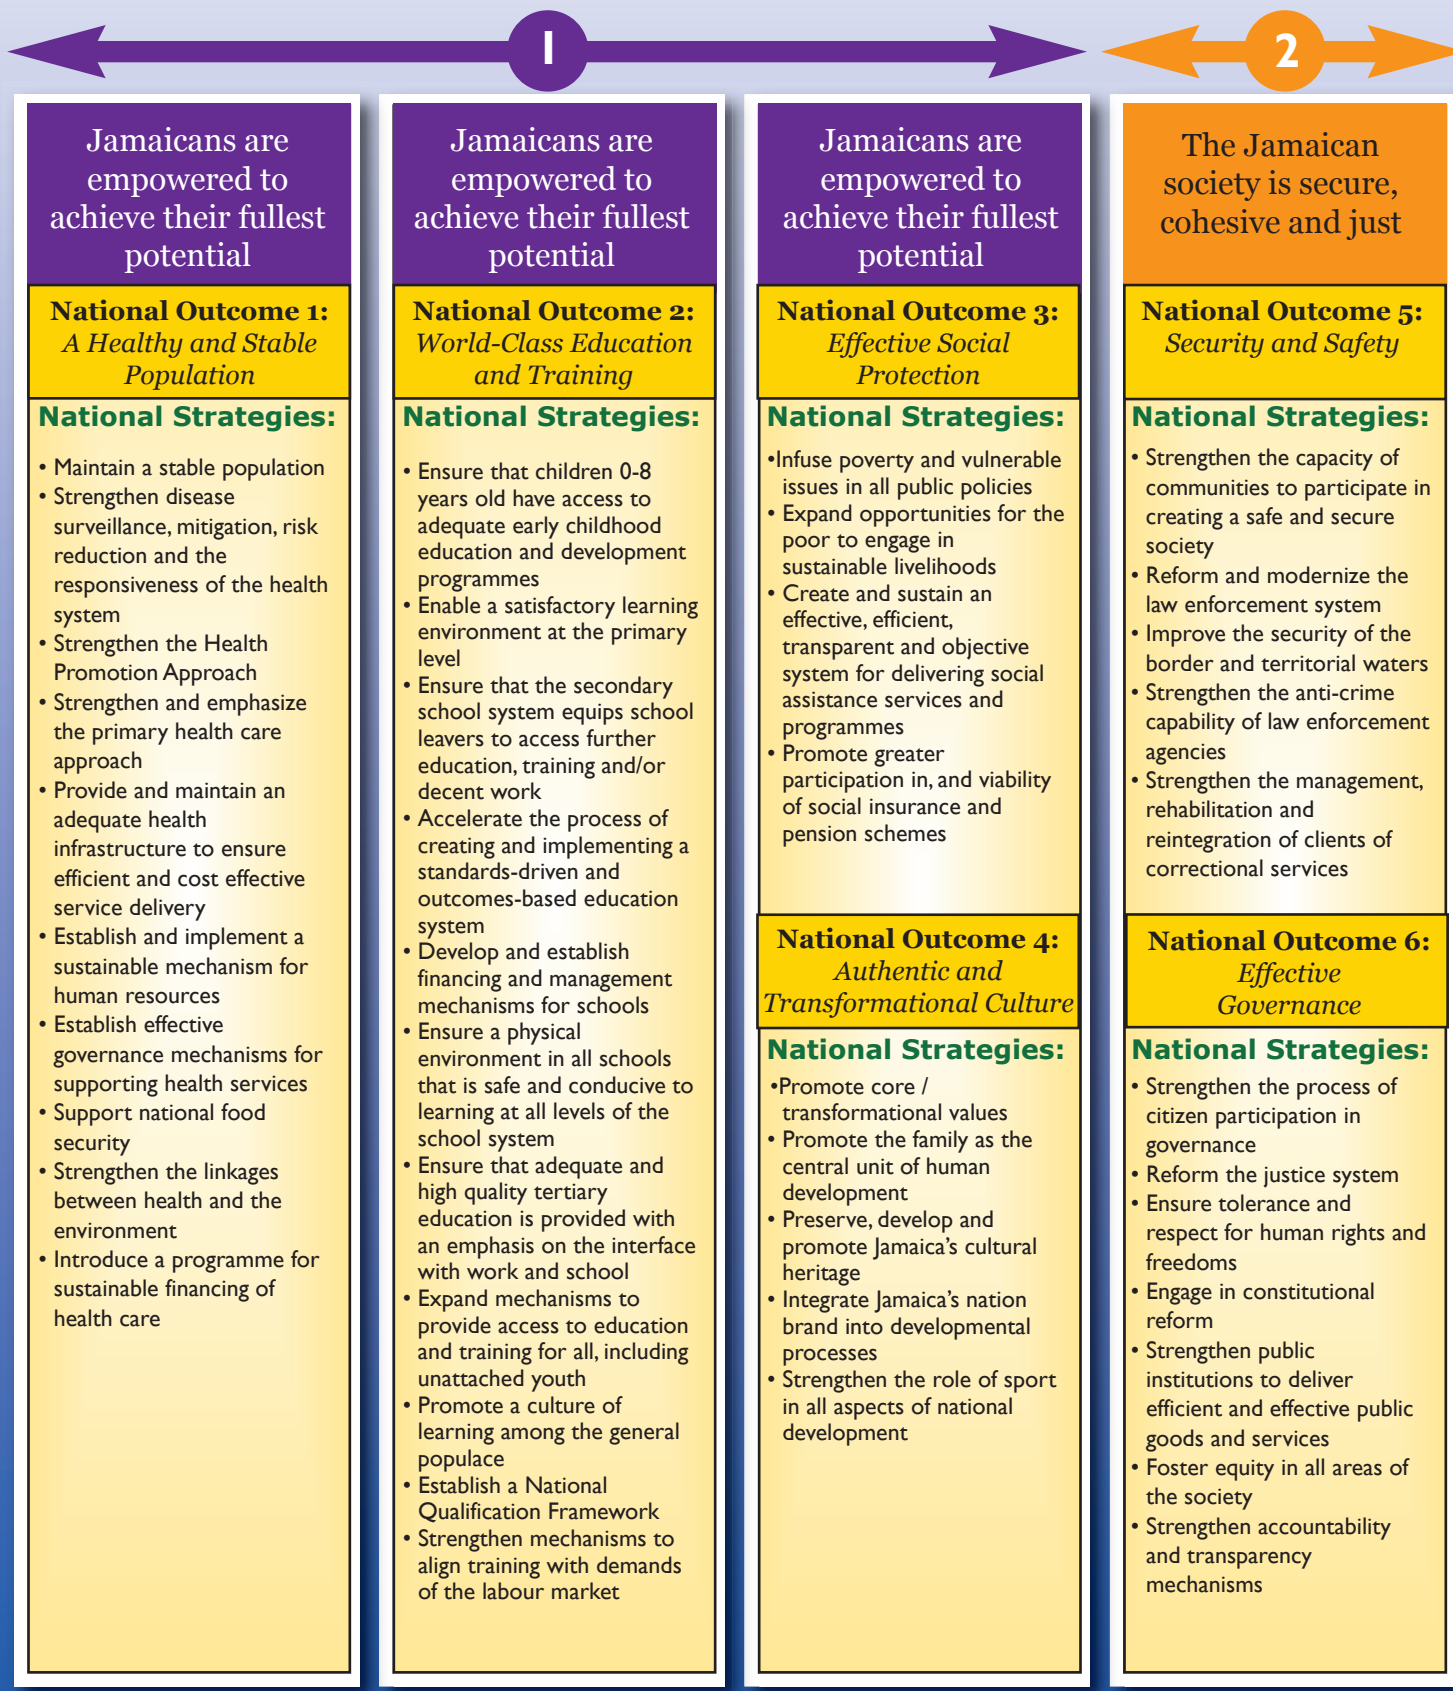 1
2
Jamaicans are
empowered to
achieve their fullest
potential
National Outcome 1:
A Healthy and Stable
Population
National Strategies:
• Maintain a stable population
• Strengthen disease
surveillance, mitigation, risk
reduction and the
responsiveness of the health
system
• Strengthen the Health
Promotion Approach
• Strengthen and emphasize
the primary health care
approach
• Provide and maintain an
adequate health
infrastructure to ensure
efficient and cost effective
service delivery
• Establish and implement a
sustainable mechanism for
human resources
• Establish effective
governance mechanisms for
supporting health services
• Support national food
security
• Strengthen the linkages
between health and the
environment
• Introduce a programme for
sustainable financing of
health care
Jamaicans are
empowered to
achieve their fullest
potential
National Outcome 2:
World-Class Education
and Training
National Strategies:
• Ensure that children 0-8
years old have access to
adequate early childhood
education and development
programmes
• Enable a satisfactory learning
environment at the primary
level
• Ensure that the secondary
school system equips school
leavers to access further
education, training and/or
decent work
• Accelerate the process of
creating and implementing a
standards-driven and
outcomes-based education
system
• Develop and establish
financing and management
mechanisms for schools
• Ensure a physical
environment in all schools
that is safe and conducive to
learning at all levels of the
school system
• Ensure that adequate and
high quality tertiary
education is provided with
an emphasis on the interface
with work and school
• Expand mechanisms to
provide access to education
and training for all, including
unattached youth
• Promote a culture of
learning among the general
populace
• Establish a National
Qualification Framework
• Strengthen mechanisms to
align training with demands
of the labour market
Jamaicans are
empowered to
achieve their fullest
potential
National Outcome 3:
Effective Social
Protection
National Strategies:
•Infuse poverty and vulnerable
issues in all public policies
• Expand opportunities for the
poor to engage in
sustainable livelihoods
• Create and sustain an
effective, efficient,
transparent and objective
system for delivering social
assistance services and
programmes
• Promote greater
participation in, and viability
of social insurance and
pension schemes
National Outcome 4:
Authentic and
Transformational Culture
National Strategies:
•Promote core /
transformational values
• Promote the family as the
central unit of human
development
• Preserve, develop and
promote Jamaica's cultural
heritage
• Integrate Jamaica's nation
brand into developmental
processes
• Strengthen the role of sport
in all aspects of national
development
The Jamaican
society is secure,
cohesive and just
National Outcome 5:
Security and Safety
National Strategies:
• Strengthen the capacity of
communities to participate in
creating a safe and secure
society
• Reform and modernize the
law enforcement system
• Improve the security of the
border and territorial waters
• Strengthen the anti-crime
capability of law enforcement
agencies
• Strengthen the management,
rehabilitation and
reintegration of clients of
correctional services
National Outcome 6:
Effective
Governance
National Strategies:
• Strengthen the process of
citizen participation in
governance
• Reform the justice system
• Ensure tolerance and
respect for human rights and
freedoms
• Engage in constitutional
reform
• Strengthen public
institutions to deliver
efficient and effective public
goods and services
• Foster equity in all areas of
the society
• Strengthen accountability
and transparency
mechanisms